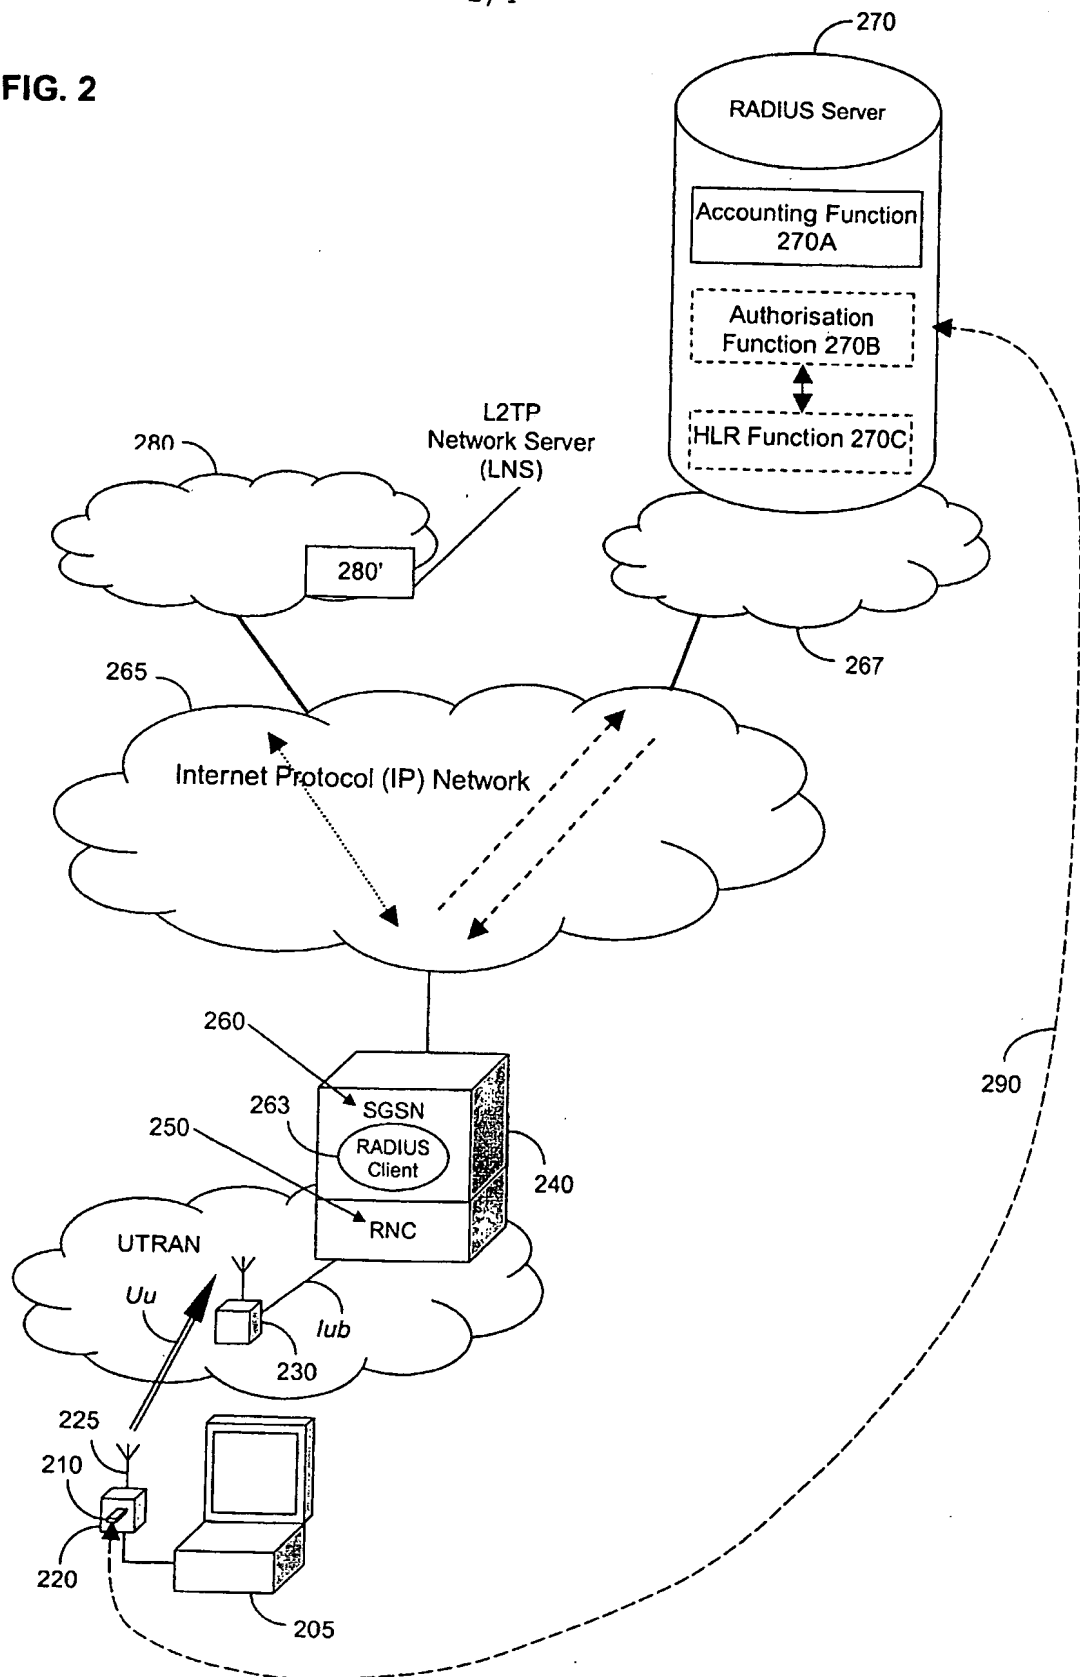 270
FIG. 2
RADIUS Server
Accounting Function
270A
Authorisation
Function 270B
HLR Function 270C
L2TP
Network Server
(LNS)
280
280'
267
265
Internet Protocol (IP) Network
260
290
SGSN
263
250
RADIUS
Client
240
RNC
UTRAN
Uu
Iub
230
225
210
220
205